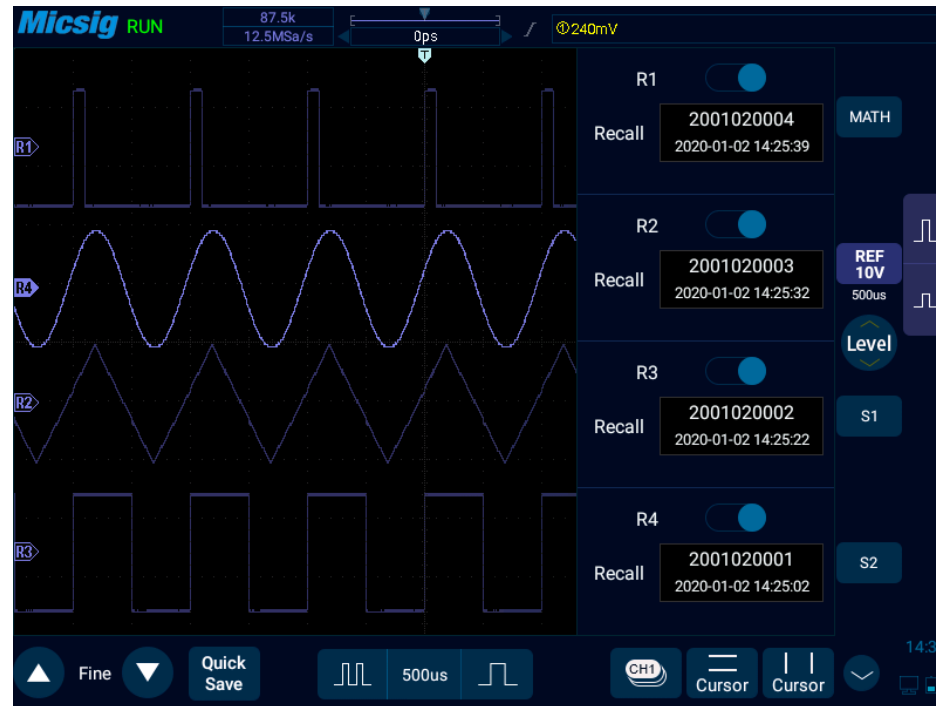 Micsig RUN
87.5k
12.5MSa/s
0ps
①240mV
T
R1
Recall
2001020004
2020-01-02 14:25:39
MATH
R1
R2
Recall
2001020003
2020-01-02 14:25:32
REF
10V
500us
R4
Level
R3
Recall
2001020002
2020-01-02 14:25:22
S1
R2
R4
Recall
2001020001
2020-01-02 14:25:02
S2
R3
Fine
Quick
Save
500us
CH1
Cursor
Cursor
14:3